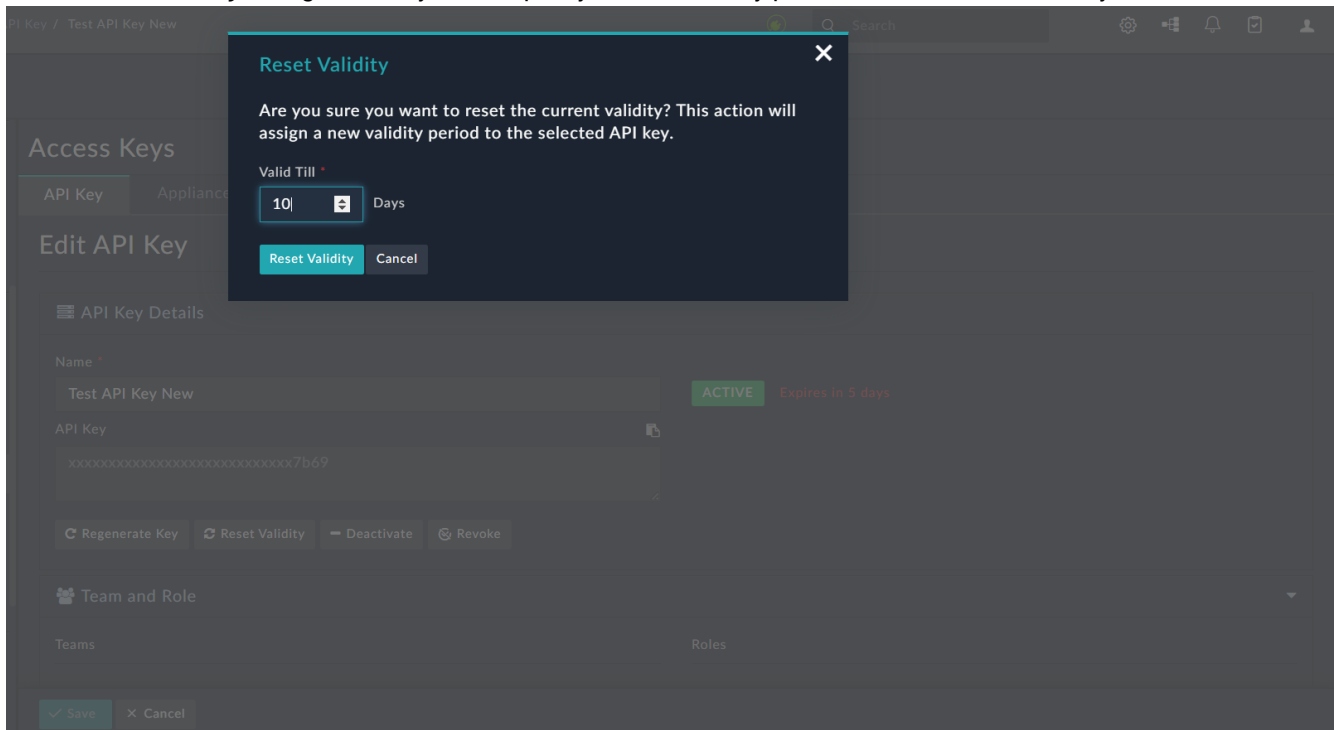 PI Key / Test API Key New
Search
Reset Validity
Are you sure you want to reset the current validity? This action will
assign a new validity period to the selected API key.
Valid Till *
10 Days
Reset Validity Cancel
Access Keys
API Key Appliance
Edit API Key
API Key Details
Name *
Test API Key New
ACTIVE Expires in 5 days
API Key
xxxxxxxxxxxxxxxxxxxxxxxxxxxx7b69
Regenerate Key Reset Validity Deactivate Revoke
Team and Role
Teams Roles
Save Cancel